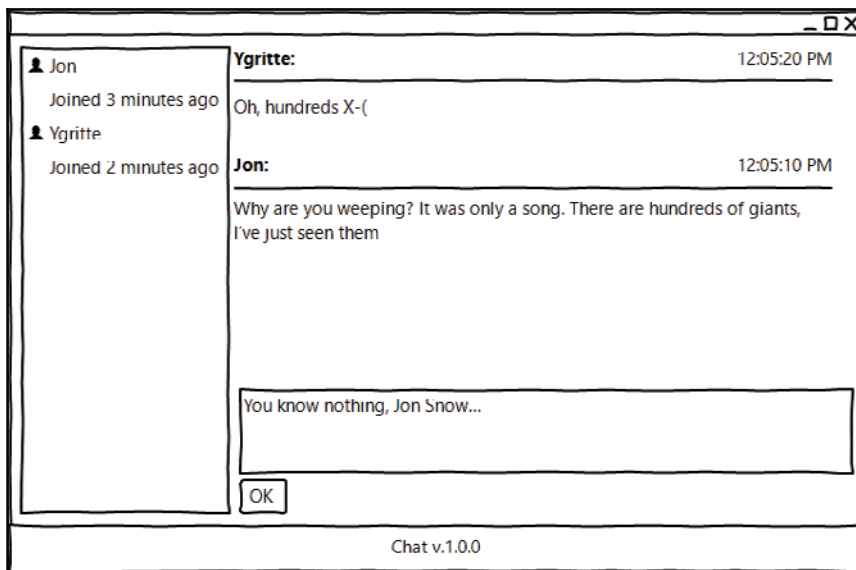 Jon
Joined 3 minutes ago
Ygritte
Joined 2 minutes ago
Ygritte: 12:05:20 PM
Oh, hundreds X-(
Jon: 12:05:10 PM
Why are you weeping? It was only a song. There are hundreds of giants,
I've just seen them
You know nothing, Jon Snow...
OK
Chat v.1.0.0